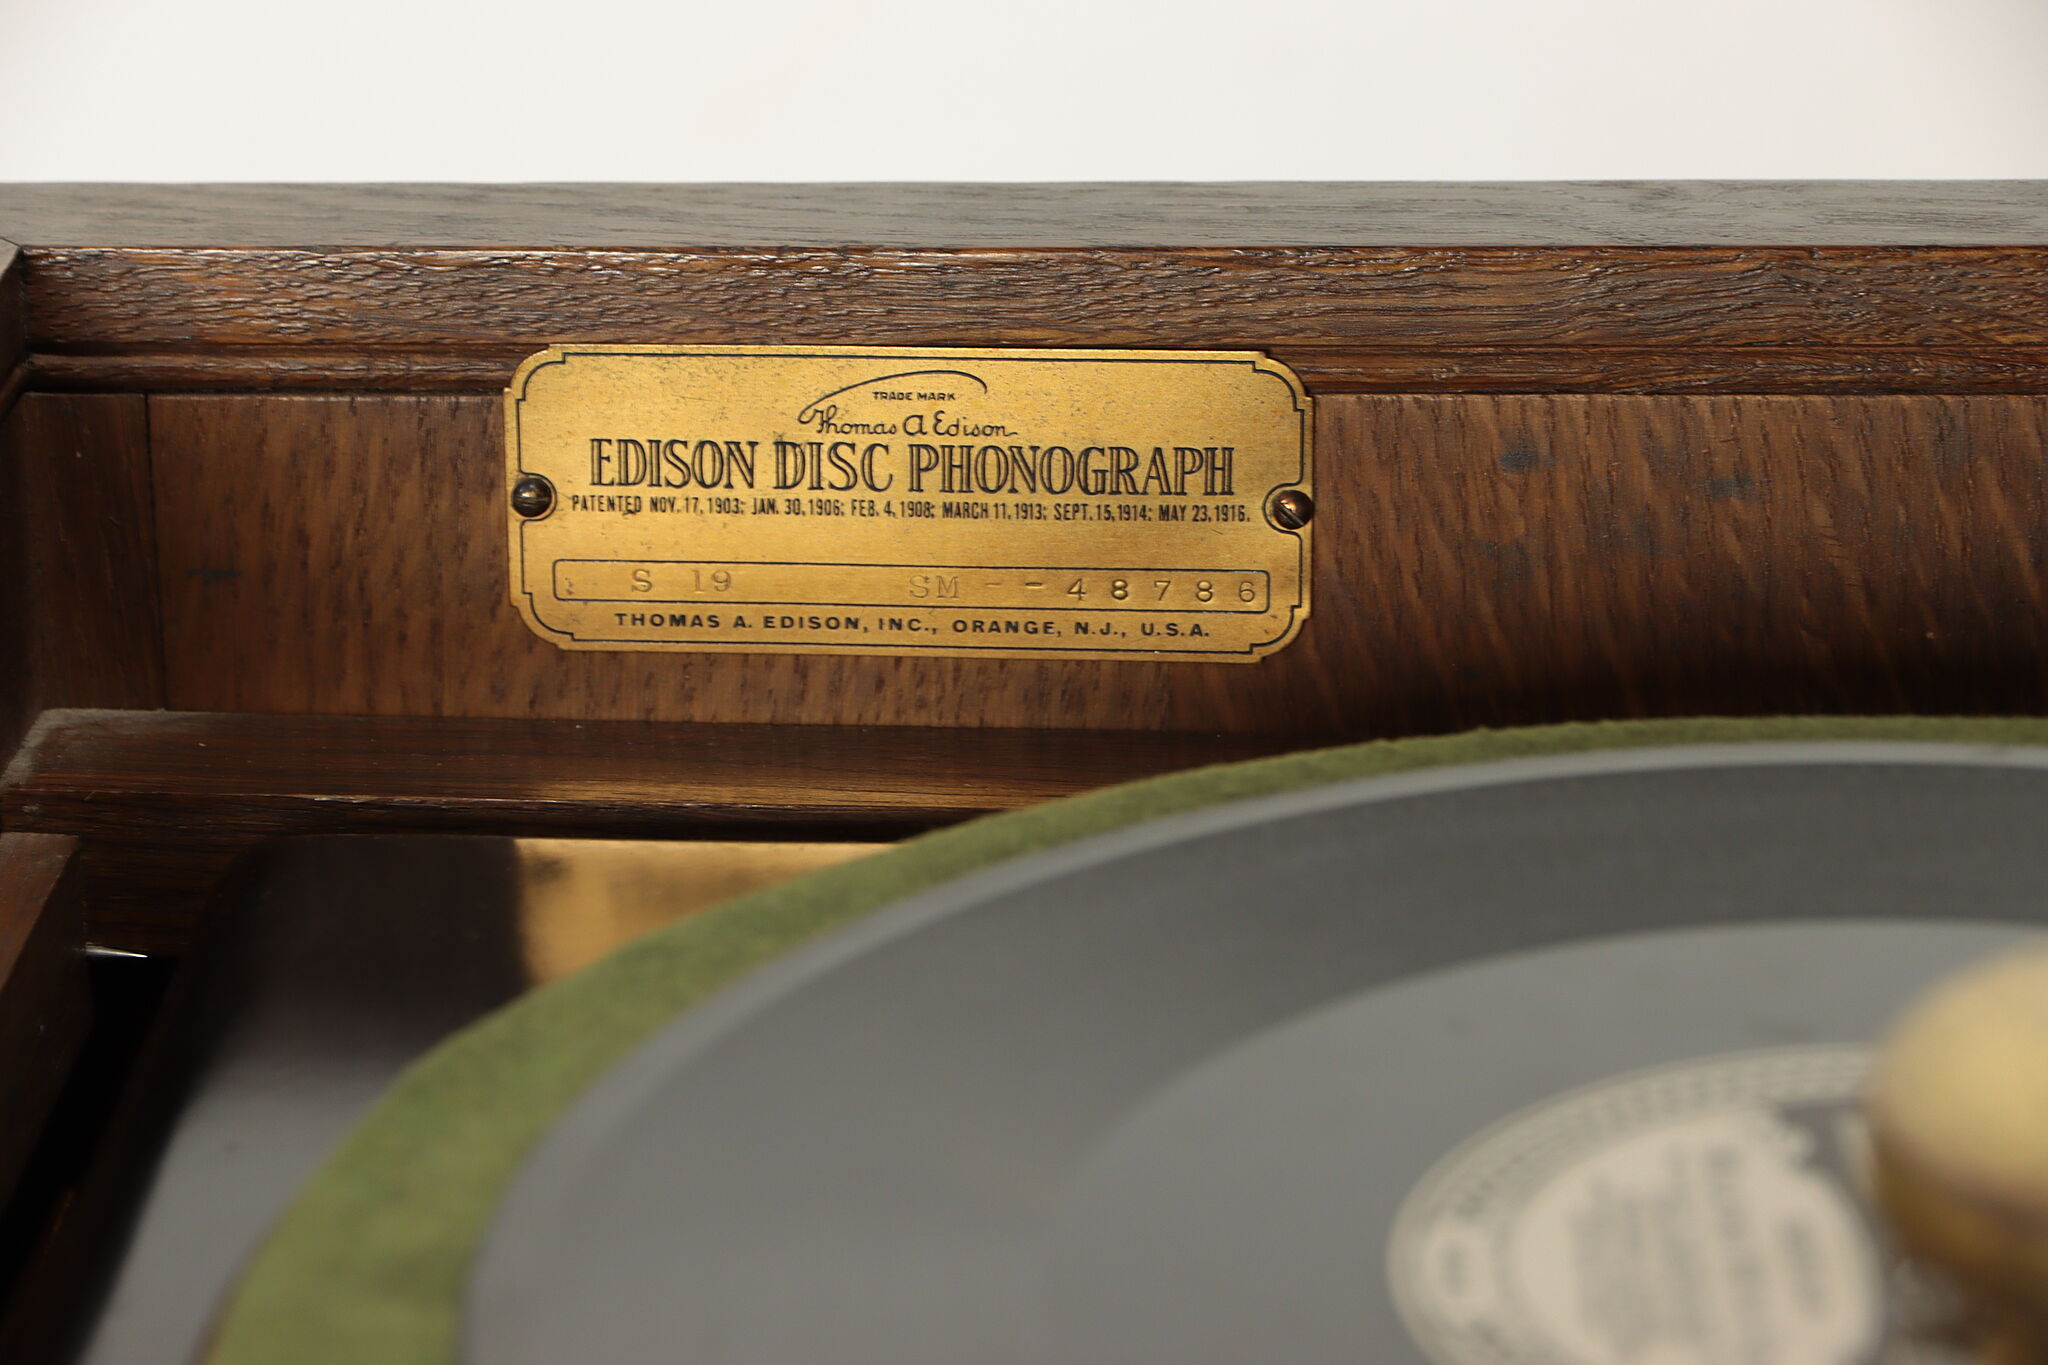 TRADE MARK
Thomas A Edison
EDISON DISC PHONOGRAPH
PATENTED NOV. 17, 1903; JAN. 30, 1906; FEB. 4, 1908; MARCH 11, 1913; SEPT. 15, 1914; MAY 23, 1916.
S 19 SM - - 48786
THOMAS A. EDISON, INC., ORANGE, N.J., U.S.A.